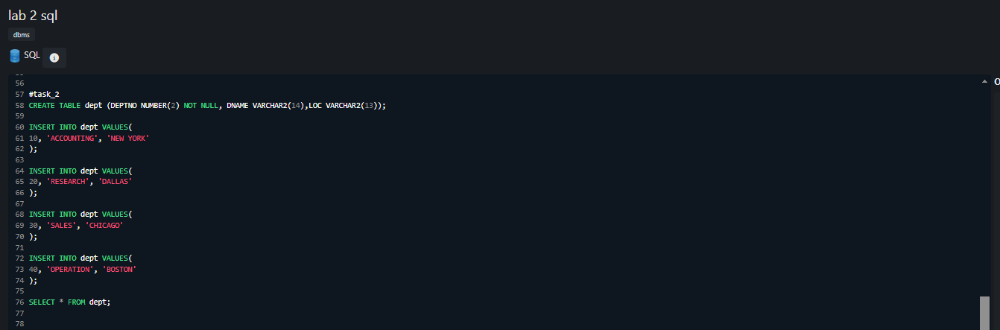 lab 2 sql
dbms
SQL
56
57 #task_2
58 CREATE TABLE dept (DEPTNO NUMBER(2) NOT NULL, DNAME VARCHAR2(14),LOC VARCHAR2(13));
59
60 INSERT INTO dept VALUES(
61 10, 'ACCOUNTING', 'NEW YORK'
62 );
63
64 INSERT INTO dept VALUES(
65 20, 'RESEARCH', 'DALLAS'
66 );
67
68 INSERT INTO dept VALUES(
69 30, 'SALES', 'CHICAGO'
70 );
71
72 INSERT INTO dept VALUES(
73 40, 'OPERATION', 'BOSTON'
74 );
75
76 SELECT * FROM dept;
77
78